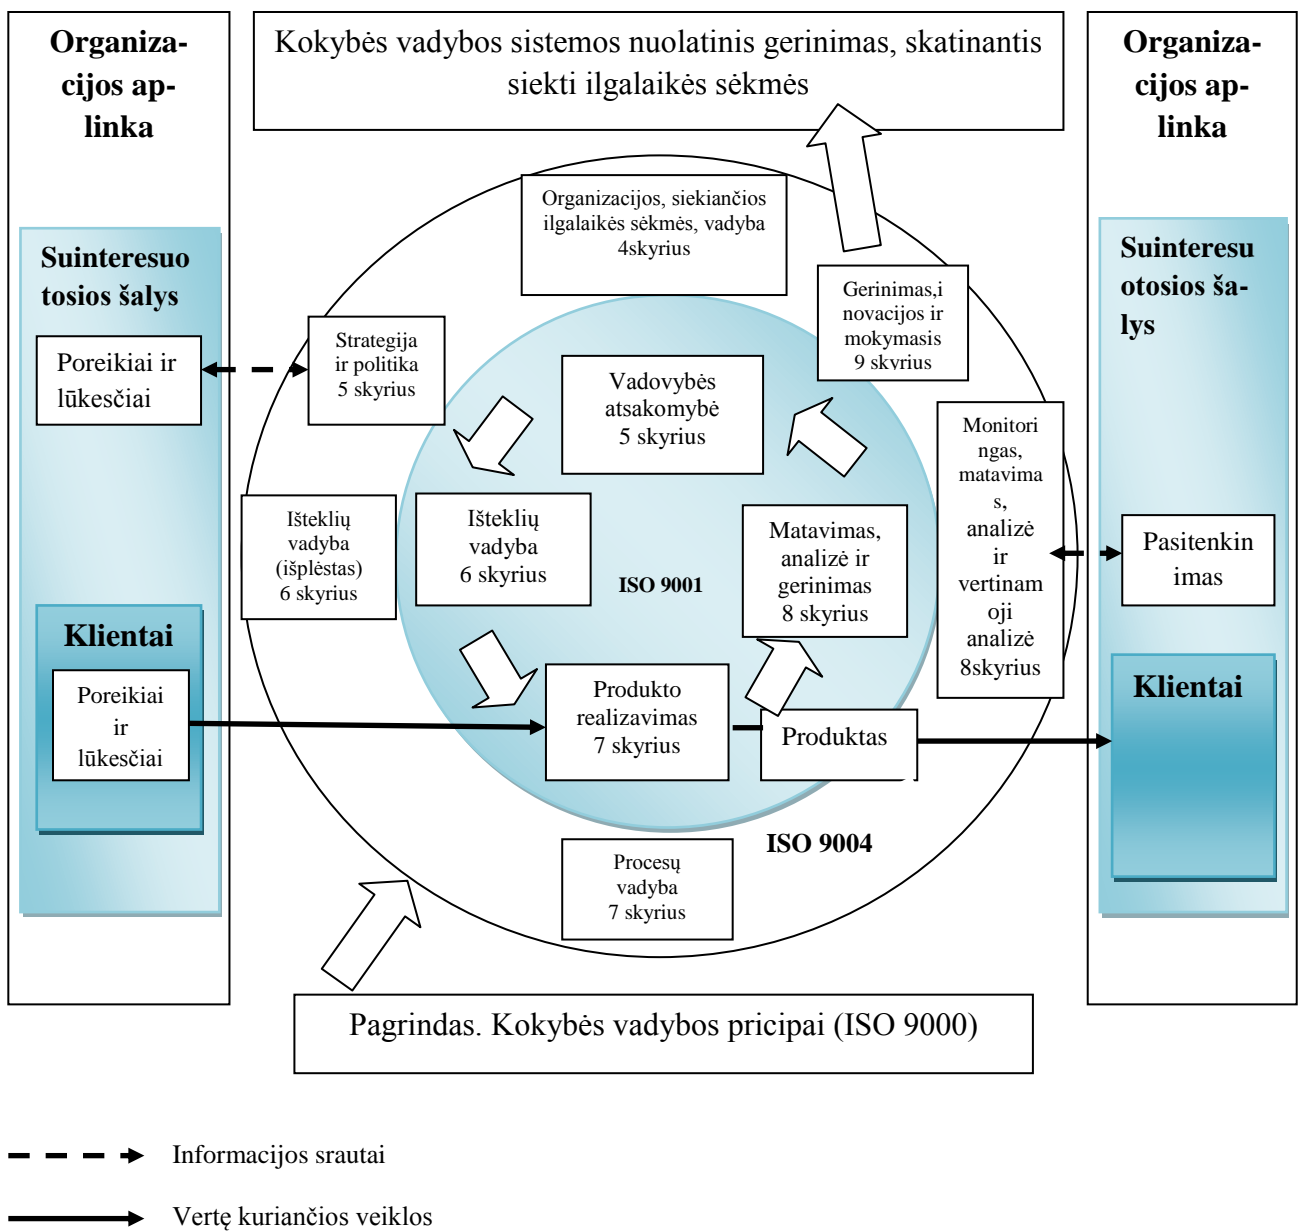 Organiza-
cijos ap-
linka
Kokybės vadybos sistemos nuolatinis gerinimas, skatinantis
siekti ilgalaikės sėkmės
Organiza-
cijos ap-
linka
Suinteresuo
tosios šalys
Poreikiai ir
lūkesčiai
Klientai
Poreikiai
ir
lūkesčiai
Organizacijos, siekiančios
ilgalaikės sėkmės, vadyba
4skyrius
Strategija
ir politika
5 skyrius
Gerinimas,i
novacijos ir
mokymasis
9 skyrius
Vadovybės
atsakomybė
5 skyrius
Išteklių
vadyba
(išplėstas)
6 skyrius
Išteklių
vadyba
6 skyrius
ISO 9001
Matavimas,
analizė ir
gerinimas
8 skyrius
Monitori
ngas,
matavima
s,
analizė
ir
vertinam
oji
analizė
8skyrius
Produkto
realizavimas
7 skyrius
Produktas
ISO 9004
Procesų
vadyba
7 skyrius
Suinteresu
otosios ša-
lys
Pasitenkin
imas
Klientai
Pagrindas. Kokybės vadybos pricipai (ISO 9000)
Informacijos srautai
Vertę kuriančios veiklos